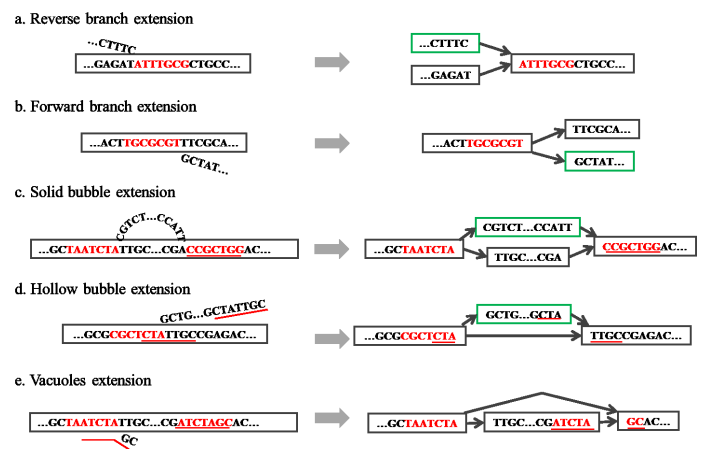 a. Reverse branch extension
...CTTTC
...GAGATATTTGCGCTGCC...
...CTTTC
...GAGAT
ATTTGCGCTGCC...
b. Forward branch extension
...ACTTGCGCGTTTCGCA...
GCTAT...
...ACTTGCGCGT
TTCGCA...
GCTAT...
c. Solid bubble extension
CGTCT...CCATT
...GCTAATCTATTGC...CGACCGCTGGAC...
...GCTAATCTA
CGTCT...CCATT
TTGC...CGA
CCGCTGGAC...
d. Hollow bubble extension
GCTG...GCTATTGC
...GCGCGCTCTATTGCCGAGAC...
...GCGCGCTCTA
GCTG...GCTA
TTGCCGAGAC...
e. Vacuoles extension
...GCTAATCTATTGC...CGATCTAGCAC...
GC
...GCTAATCTA
TTGC...CGATCTA
GCAC...